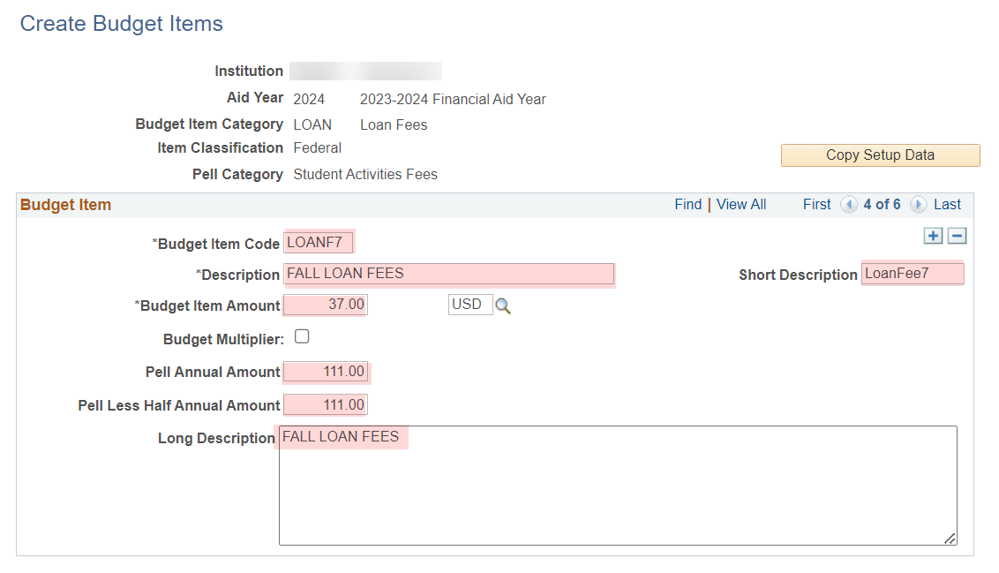 Create Budget Items
Institution
Aid Year 2024 2023-2024 Financial Aid Year
Budget Item Category LOAN Loan Fees
Item Classification Federal
Copy Setup Data
Pell Category Student Activities Fees
Budget Item Find | View All First 4 of 6 Last
*Budget Item Code LOANF7
*Description FALL LOAN FEES Short Description LoanFee7
*Budget Item Amount 37.00 USD
Budget Multiplier:
Pell Annual Amount 111.00
Pell Less Half Annual Amount 111.00
Long Description FALL LOAN FEES